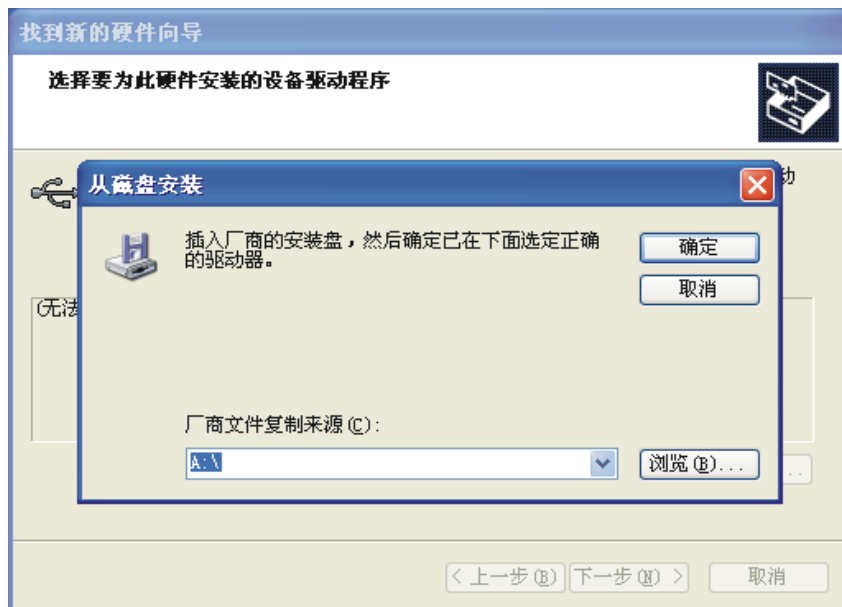 找到新的硬件向导
选择要为此硬件安装的设备驱动程序
动
从磁盘安装
插入厂商的安装盘，然后确定已在下面选定正确
的驱动器。
确定
取消
(无法
厂商文件复制来源(C):
A:\
浏览(B)...
< 上一步(B)
下一步(N) >
取消